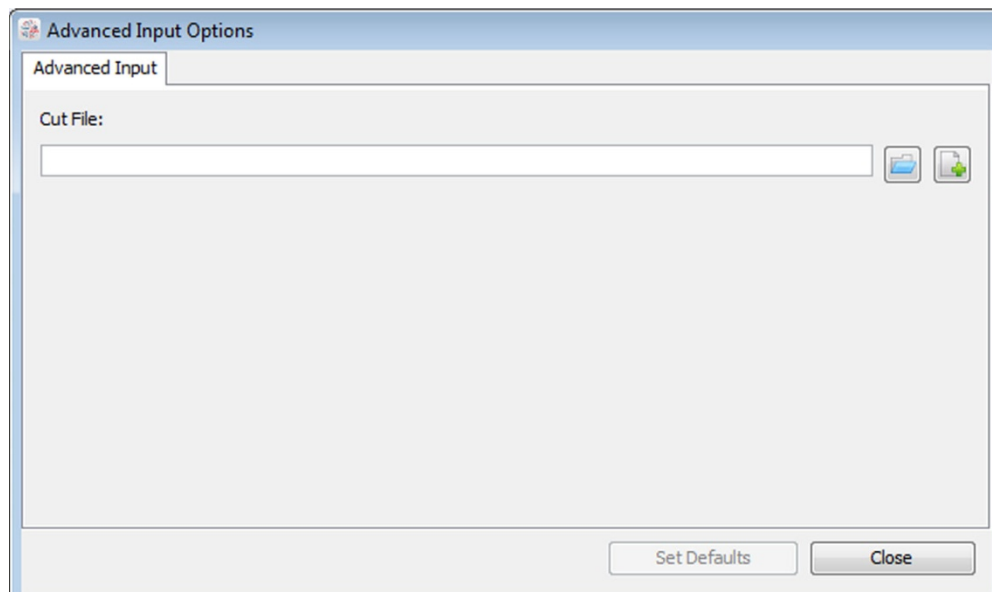 Advanced Input Options
Advanced Input
Cut File:
Set Defaults Close